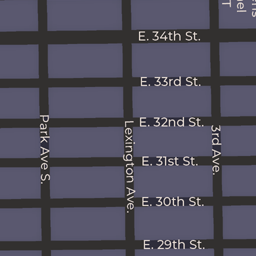 E. 34th St.
E. 33rd St.
E. 32nd St.
Park Ave S.
Lexington Ave.
3rd Ave.
E. 31st St.
E. 30th St.
E. 29th St.